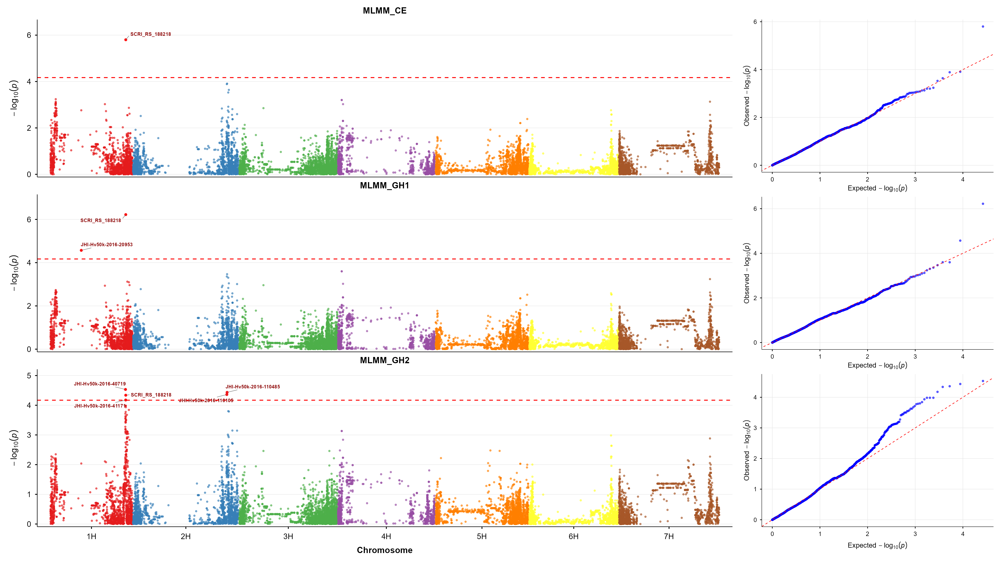 MLMM_CE
− log10(p)
6
4
2
0
SCRI_RS_188218
Observed − log10(p)
6
4
2
0
0 1 2 3 4
Expected − log10(p)
MLMM_GH1
− log10(p)
6
4
2
0
SCRI_RS_188218
JHI-Hv50k-2016-20953
Observed − log10(p)
6
4
2
0
0 1 2 3 4
Expected − log10(p)
MLMM_GH2
− log10(p)
5
4
3
2
1
0
JHI-Hv50k-2016-40719
SCRI_RS_188218
JHI-Hv50k-2016-41171
JHI-Hv50k-2016-110485
JHI-Hv50k-2016-110105
1H 2H 3H 4H 5H 6H 7H
Chromosome
Observed − log10(p)
4
3
2
1
0
0 1 2 3 4
Expected − log10(p)